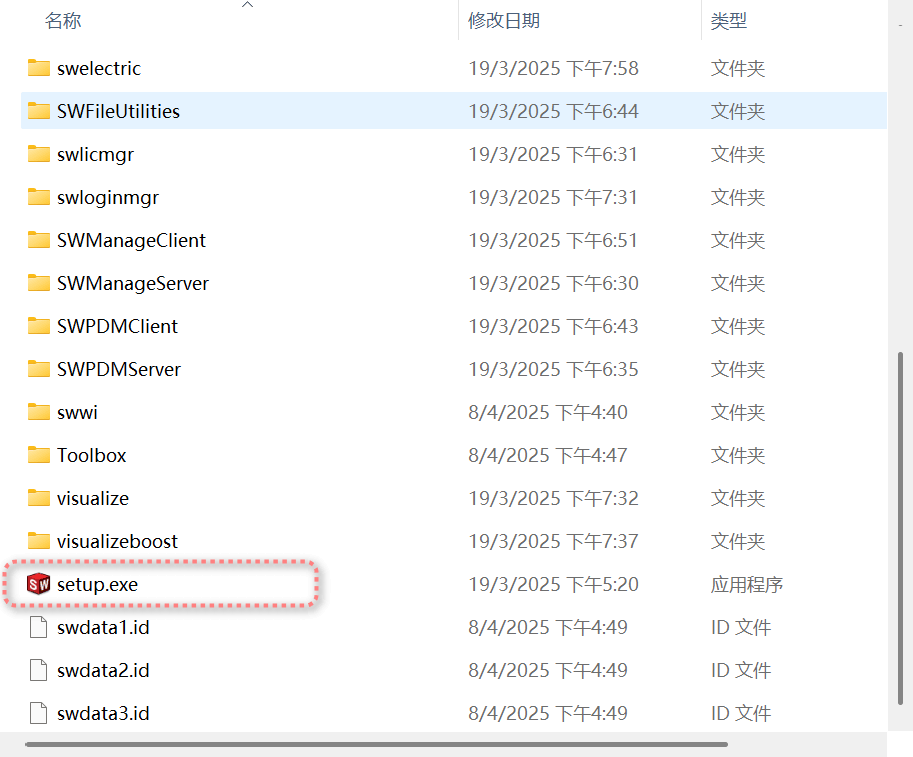 名称 修改日期 类型
swelectric 19/3/2025 下午7:58 文件夹
SWFileUtilities 19/3/2025 下午6:44 文件夹
swlicmgr 19/3/2025 下午6:31 文件夹
swloginmgr 19/3/2025 下午7:31 文件夹
SWManageClient 19/3/2025 下午6:51 文件夹
SWManageServer 19/3/2025 下午6:30 文件夹
SWPDMClient 19/3/2025 下午6:43 文件夹
SWPDMServer 19/3/2025 下午6:35 文件夹
swwi 8/4/2025 下午4:40 文件夹
Toolbox 8/4/2025 下午4:47 文件夹
visualize 19/3/2025 下午7:32 文件夹
visualizeboost 19/3/2025 下午7:37 文件夹
SW setup.exe 19/3/2025 下午5:20 应用程序
swdata1.id 8/4/2025 下午4:49 ID 文件
swdata2.id 8/4/2025 下午4:49 ID 文件
swdata3.id 8/4/2025 下午4:49 ID 文件